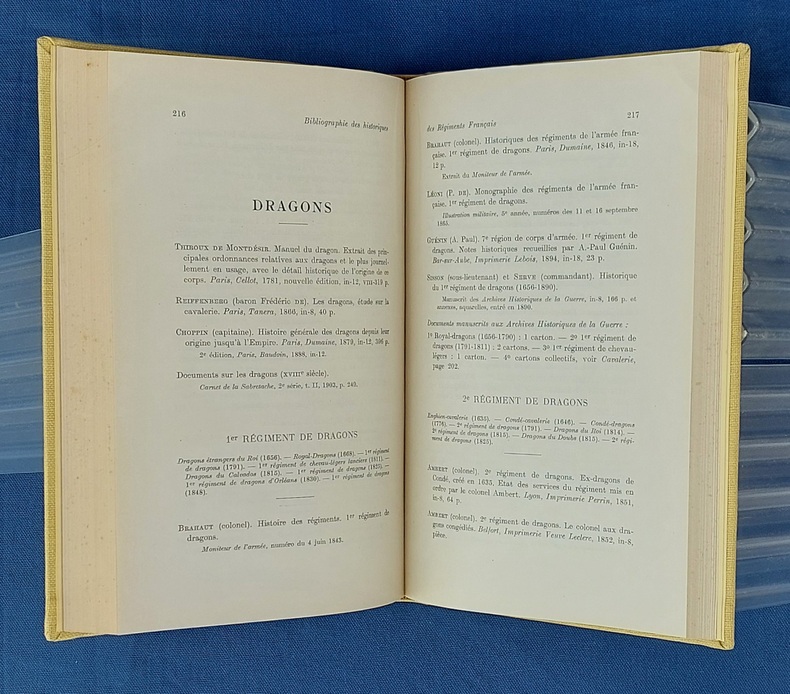 216
Bibliographie des historiques
DRAGONS
Thiroux de Montdésir. Manuel du dragon. Extrait des prin-
cipales ordonnances relatives aux dragons et le plus journel-
lement en usage, avec le détail historique de l'origine de ce
corps. Paris, Cellot, 1781, nouvelle édition, in-12, p.
Reiffenberg (baron Frédéric de). Les dragons, étude sur la
cavalerie. Paris, Tanera, 1866, in-8, 40 p.
Choppin (capitaine). Histoire générale des dragons depuis leur
origine jusqu'à l'Empire. Paris, Dumaine, 1879, in-12, 396 p.
2e édition, Paris, Baudoin, 1898, in-12.
Documents sur les dragons (XVIIIe siècle).
Carnet de la Sabretache, 2e série, t. II, 1903, p. 249.
1er RÉGIMENT DE DRAGONS
Dragons étrangers du Roi (1656). — Royal-Dragons (1668). — 1er régiment
de dragons (1791). — 1er régiment de chevau-légers lanciers (1811). —
Dragons du Calvados (1815). — 1er régiment de dragons (1825). —
1er régiment de dragons d'Orléans (1830). — 1er régiment de dragons
(1848).
Brahaut (colonel). Histoire des régiments. 1er régiment de
dragons.
Moniteur de l'armée, numéro du 4 juin 1843.
des Régiments Français
217
Brahaut (colonel). Historiques des régiments de l'armée fran-
çaise. 1er régiment de dragons. Paris, Dumaine, 1846, in-18,
12 p.
Extrait du Moniteur de l'armée.
Léoni (P. de). Monographie des régiments de l'armée fran-
çaise. 1er régiment de dragons.
Illustration militaire, 5e année, numéros des 11 et 16 septembre
1865.
Guénin (A. Paul). 7e région de corps d'armée. 1er régiment de
dragons. Notes historiques recueillies par A.-Paul Guénin.
Bar-sur-Aube, Imprimerie Lebois, 1894, in-18, 23 p.
(sous-lieutenant) et Serve (commandant). Historique
du 1er régiment de dragons (1656-1890).
Manuscrit des Archives Historiques de la Guerre, in-8, 166 p. et
annexes, aquarelles, entré en 1890.
Documents manuscrits aux Archives Historiques de la Guerre :
1o Royal-dragons (1656-1790) : 1 carton. — 2o 1er régiment de
dragons (1791-1811) : 2 cartons. — 3o 1er régiment de chevau-
légers : 1 carton. — 4o cartons collectifs, voir Cavalerie,
page 202.
2e RÉGIMENT DE DRAGONS
Enghien-cavalerie (1635). — Condé-cavalerie (1646). — Condé-dragons
(1776). — 2e régiment de dragons (1791). — Dragons du Roi (1814). —
2e régiment de dragons (1815). — Dragons du Doubs (1815). — 2e régi-
ment de dragons (1825).
Ambert (colonel). 2e régiment de dragons. Ex-dragons de
Condé, créé en 1635. Etat des services du régiment mis en
ordre par le colonel Ambert. Lyon, Imprimerie Perrin, 1851,
in-8, 64 p.
Ambert (colonel). 2e régiment de dragons. Le colonel aux dra-
gons congédiés. Belfort, Imprimerie Veuve Leclerc, 1852, in-8,
pièce.